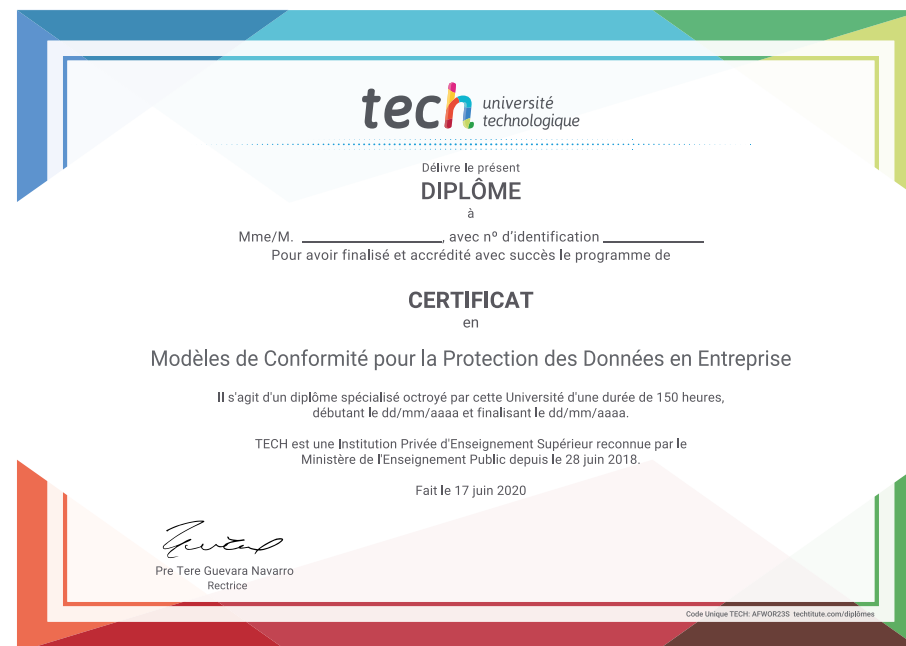 tech université
technologique
Délivre le présent
DIPLÔME
à
Mme/M. ____________________, avec nº d'identification ______________
Pour avoir finalisé et accrédité avec succès le programme de
CERTIFICAT
en
Modèles de Conformité pour la Protection des Données en Entreprise
Il s'agit d'un diplôme spécialisé octroyé par cette Université d'une durée de 150 heures,
débutant le dd/mm/aaaa et finalisant le dd/mm/aaaa.
TECH est une Institution Privée d'Enseignement Supérieur reconnue par le
Ministère de l'Enseignement Public depuis le 28 juin 2018.
Fait le 17 juin 2020
Pre Tere Guevara Navarro
Rectrice
Code Unique TECH: AFWOR23S techtitute.com/diplômes